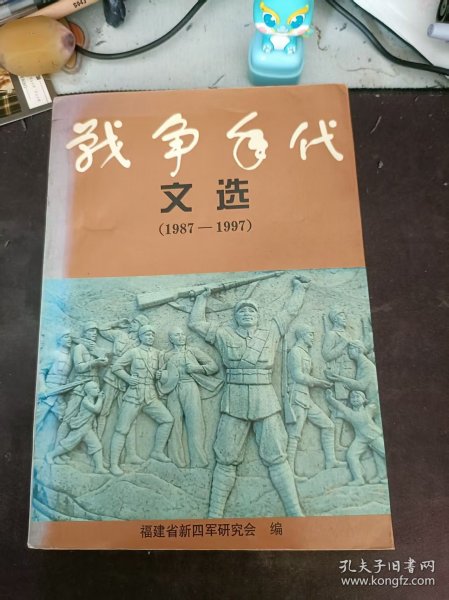 戰争年代
文选
(1987—1997)
福建省新四军研究会 编
孔夫子旧书网
www.kongfz.com